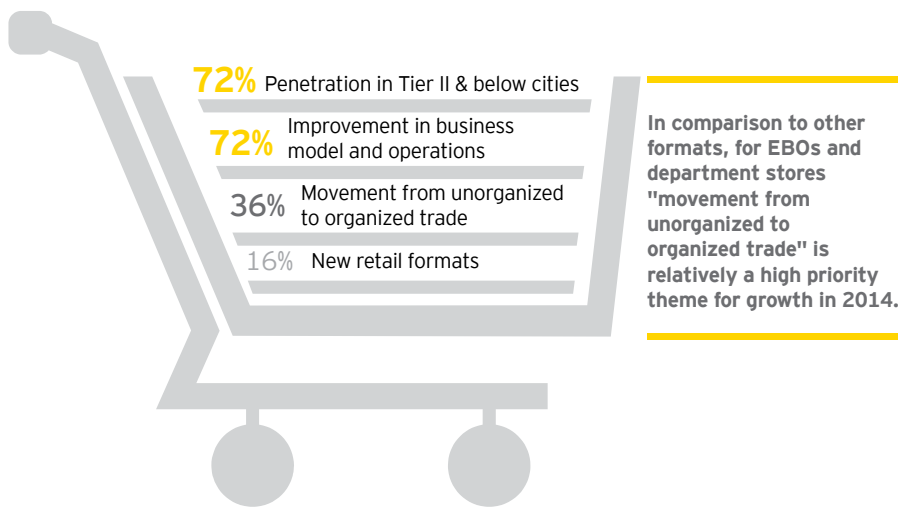 72% Penetration in Tier II & below cities
72% Improvement in business
model and operations
36% Movement from unorganized
to organized trade
16% New retail formats
In comparison to other
formats, for EBOs and
department stores
"movement from
unorganized to
organized trade" is
relatively a high priority
theme for growth in 2014.